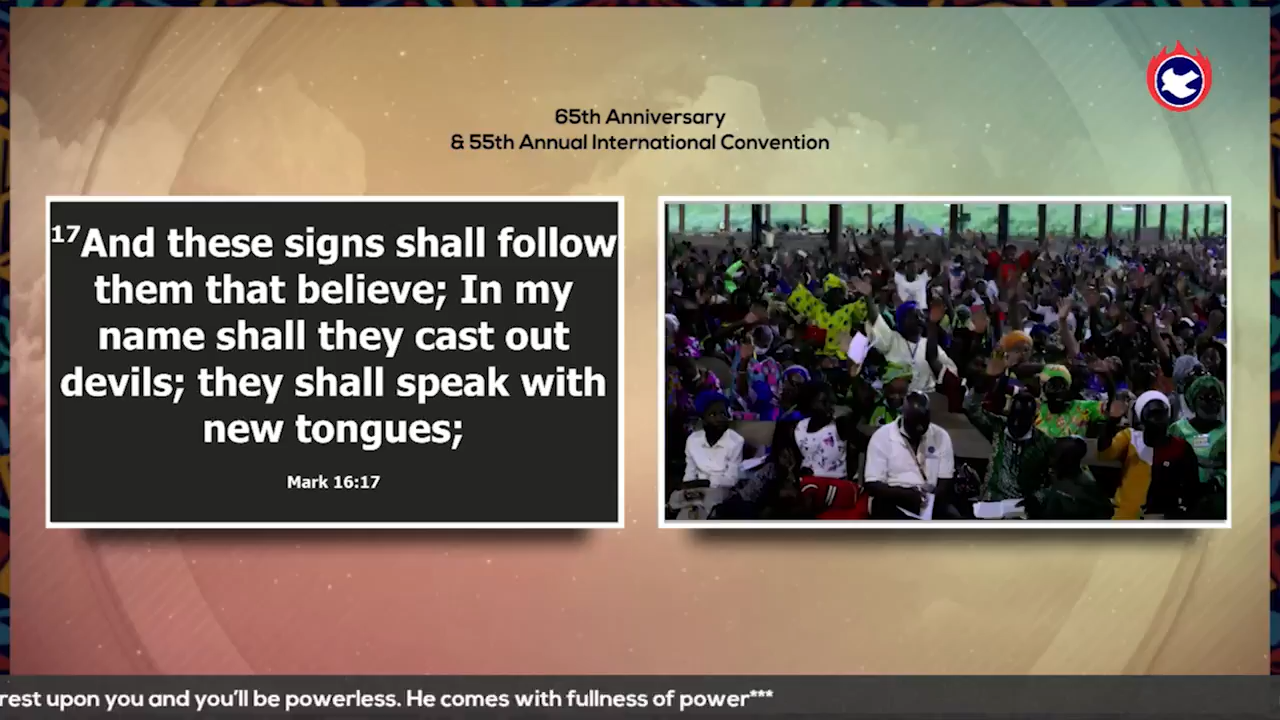 65th Anniversary
& 55th Annual International Convention
17And these signs shall follow
them that believe; In my
name shall they cast out
devils; they shall speak with
new tongues;
Mark 16:17
rest upon you and you'll be powerless. He comes with fullness of power***